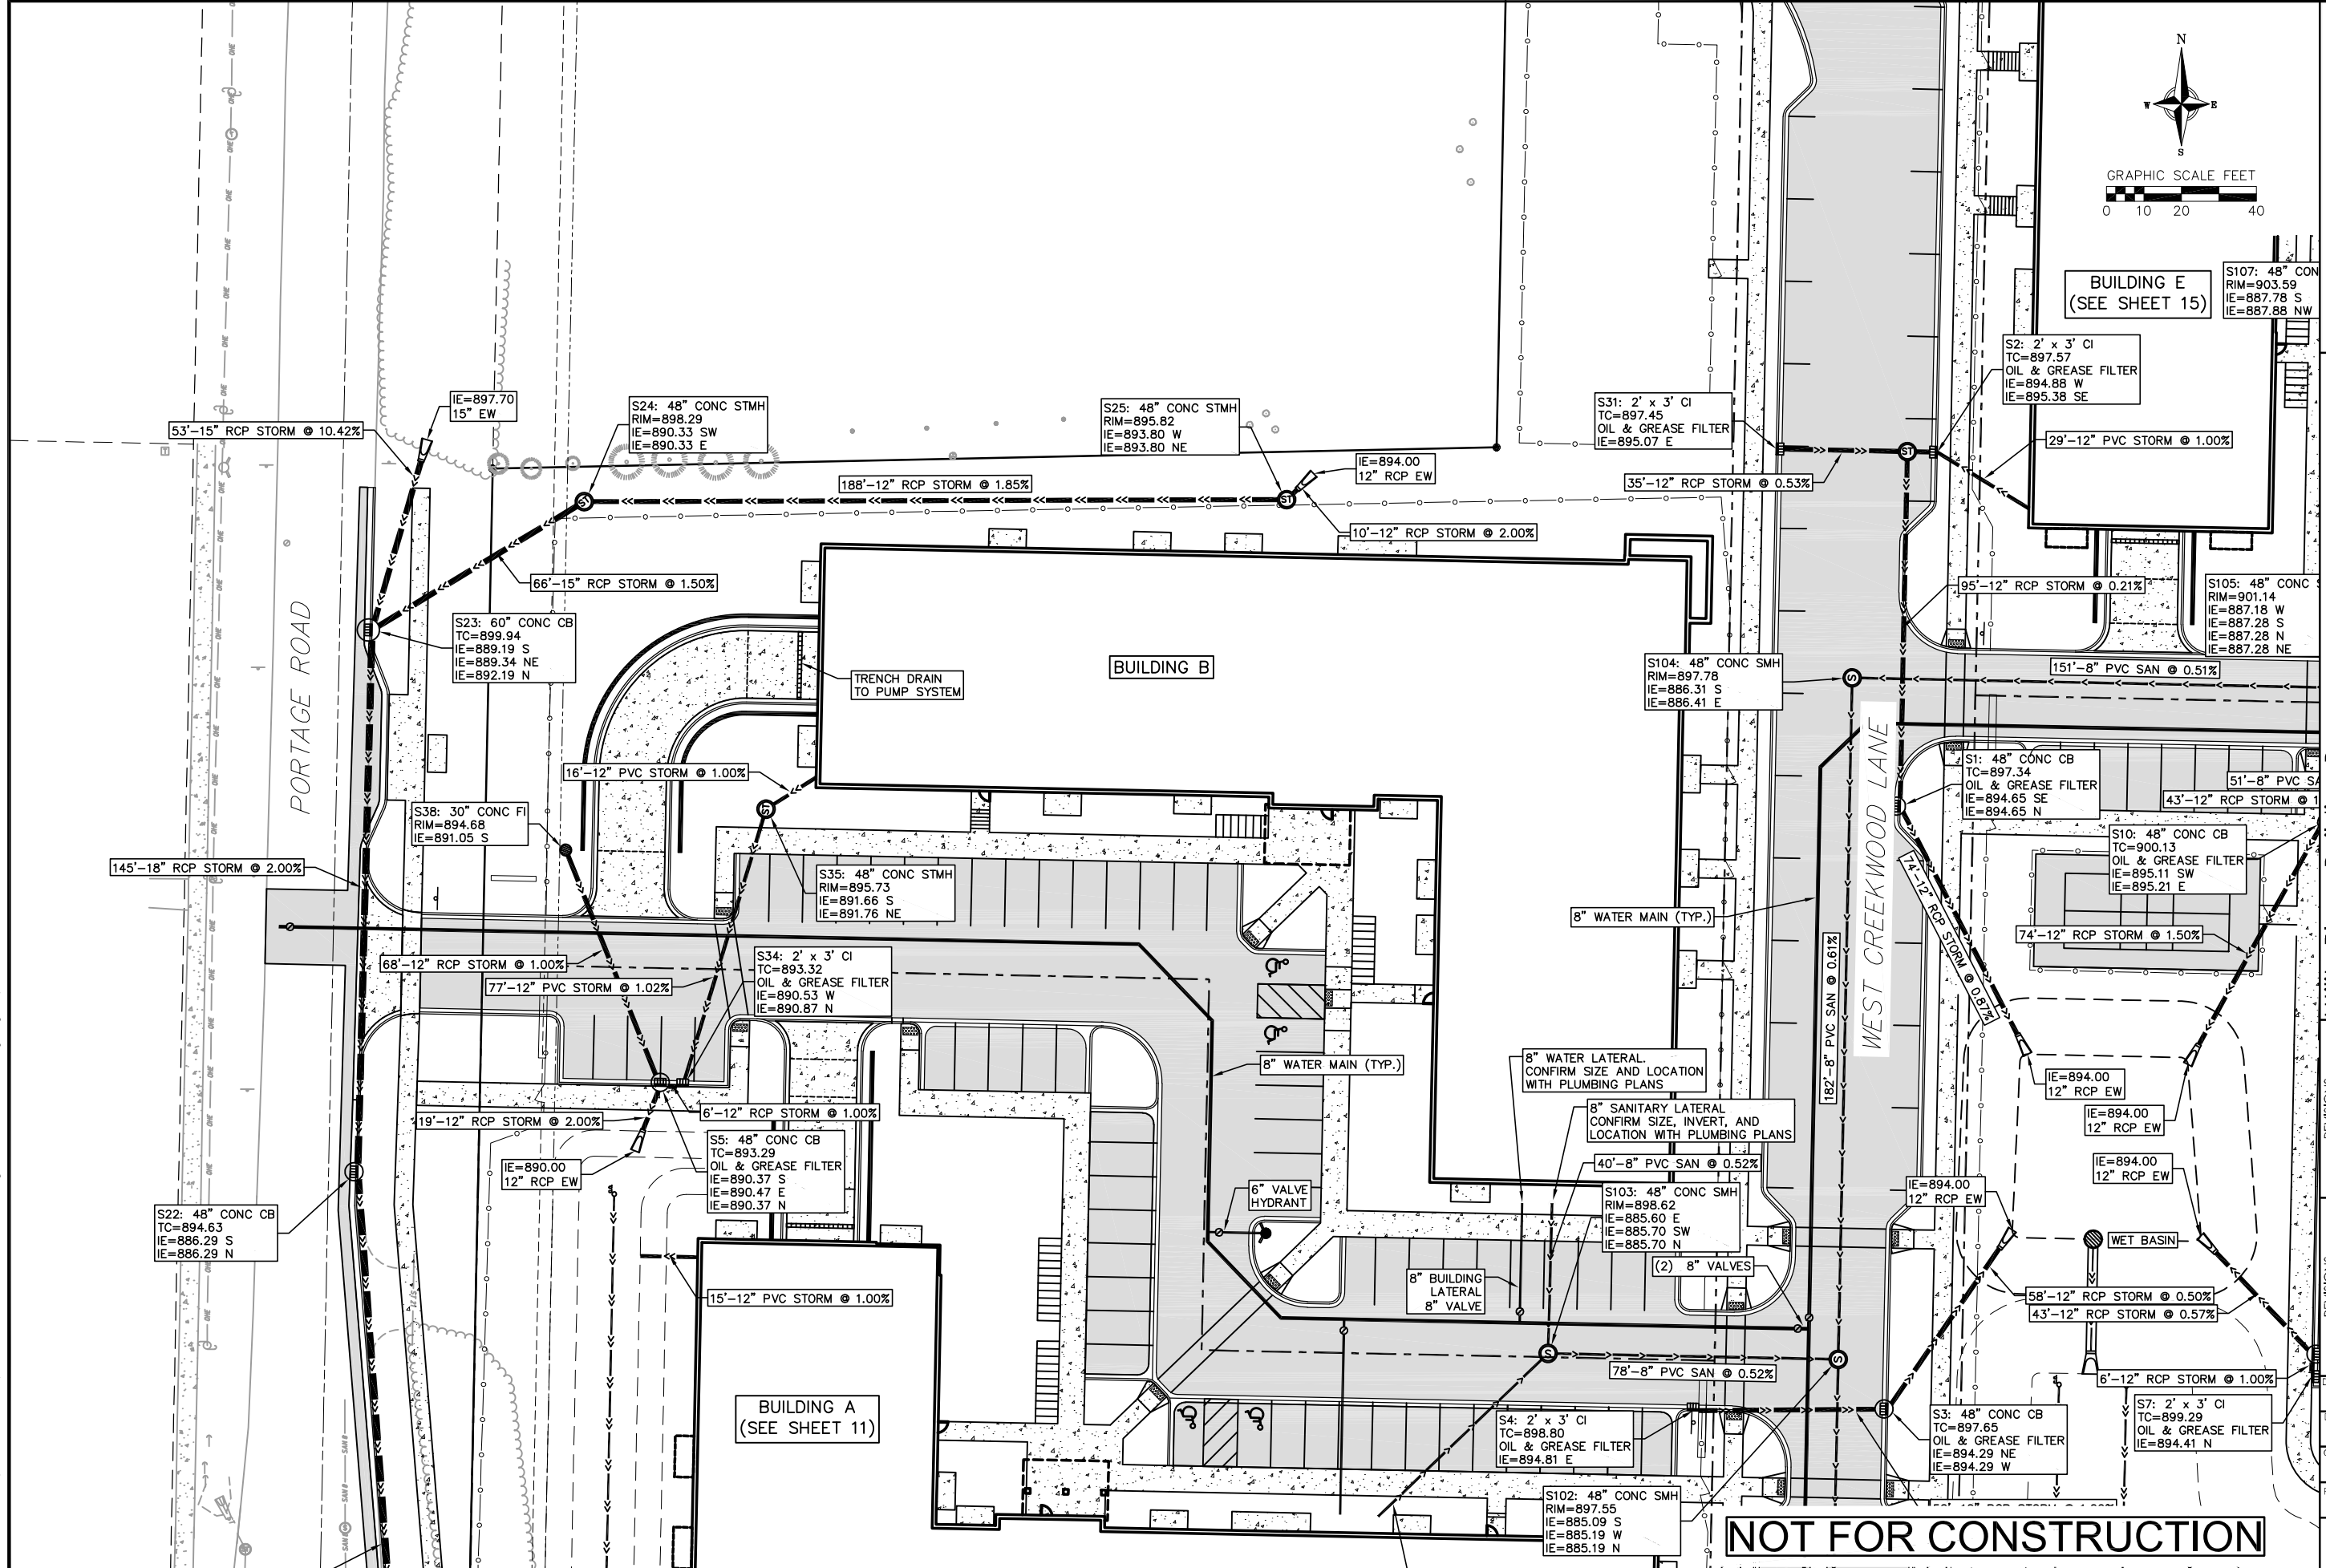 N
W
E
S
GRAPHIC SCALE FEET
0 10 20 40
BUILDING E
(SEE SHEET 15)
S107: 48" CON
RIM=903.59
IE=887.78 S
IE=887.88 NW
S2: 2' x 3' CI
TC=897.57
OIL & GREASE FILTER
IE=894.88 W
IE=895.38 SE
IE=897.70
15" EW
53'-15" RCP STORM @ 10.42%
S24: 48" CONC STMH
RIM=898.29
IE=890.33 SW
IE=890.33 E
S25: 48" CONC STMH
RIM=895.82
IE=893.80 W
IE=893.80 NE
S31: 2' x 3' CI
TC=897.45
OIL & GREASE FILTER
IE=895.07 E
29'-12" PVC STORM @ 1.00%
IE=894.00
12" RCP EW
188'-12" RCP STORM @ 1.85%
35'-12" RCP STORM @ 0.53%
10'-12" RCP STORM @ 2.00%
66'-15" RCP STORM @ 1.50%
95'-12" RCP STORM @ 0.21%
S105: 48" CONC
RIM=901.14
IE=887.18 W
IE=887.28 S
IE=887.28 N
IE=887.28 NE
PORTAGE ROAD
S23: 60" CONC CB
TC=899.94
IE=889.19 S
IE=889.34 NE
IE=892.19 N
TRENCH DRAIN
TO PUMP SYSTEM
BUILDING B
S104: 48" CONC SMH
RIM=897.78
IE=886.31 S
IE=886.41 E
151'-8" PVC SAN @ 0.51%
WEST CREEKWOOD LANE
16'-12" PVC STORM @ 1.00%
S1: 48" CONC CB
TC=897.34
OIL & GREASE FILTER
IE=894.65 SE
IE=894.65 N
51'-8" PVC SA
43'-12" RCP STORM @ 1
S38: 30" CONC FI
RIM=894.68
IE=891.05 S
S10: 48" CONC CB
TC=900.13
OIL & GREASE FILTER
IE=895.11 SW
IE=895.21 E
145'-18" RCP STORM @ 2.00%
S35: 48" CONC STMH
RIM=895.73
IE=891.66 S
IE=891.76 NE
8" WATER MAIN (TYP.)
74'-12" RCP STORM @ 0.87%
74'-12" RCP STORM @ 1.50%
182'-8" PVC SAN @ 0.61%
68'-12" RCP STORM @ 1.00%
77'-12" PVC STORM @ 1.02%
S34: 2' x 3' CI
TC=893.32
OIL & GREASE FILTER
IE=890.53 W
IE=890.87 N
8" WATER MAIN (TYP.)
8" WATER LATERAL.
CONFIRM SIZE AND LOCATION
WITH PLUMBING PLANS
IE=894.00
12" RCP EW
IE=894.00
12" RCP EW
19'-12" RCP STORM @ 2.00%
6'-12" RCP STORM @ 1.00%
8" SANITARY LATERAL
CONFIRM SIZE, INVERT, AND
LOCATION WITH PLUMBING PLANS
S5: 48" CONC CB
TC=893.29
OIL & GREASE FILTER
IE=890.37 S
IE=890.47 E
IE=890.37 N
IE=890.00
12" RCP EW
40'-8" PVC SAN @ 0.52%
IE=894.00
12" RCP EW
IE=894.00
12" RCP EW
6" VALVE
HYDRANT
S103: 48" CONC SMH
RIM=898.62
IE=885.60 E
IE=885.70 SW
IE=885.70 N
S22: 48" CONC CB
TC=894.63
IE=886.29 S
IE=886.29 N
WET BASIN
(2) 8" VALVES
8" BUILDING
LATERAL
8" VALVE
15'-12" PVC STORM @ 1.00%
58'-12" RCP STORM @ 0.50%
43'-12" RCP STORM @ 0.57%
78'-8" PVC SAN @ 0.52%
6'-12" RCP STORM @ 1.00%
BUILDING A
(SEE SHEET 11)
S4: 2' x 3' CI
TC=898.80
OIL & GREASE FILTER
IE=894.81 E
S3: 48" CONC CB
TC=897.65
OIL & GREASE FILTER
IE=894.29 NE
IE=894.29 W
S7: 2' x 3' CI
TC=899.29
OIL & GREASE FILTER
IE=894.41 N
S102: 48" CONC SMH
RIM=897.55
IE=885.09 S
IE=885.19 W
IE=885.19 N
NOT FOR CONSTRUCTION